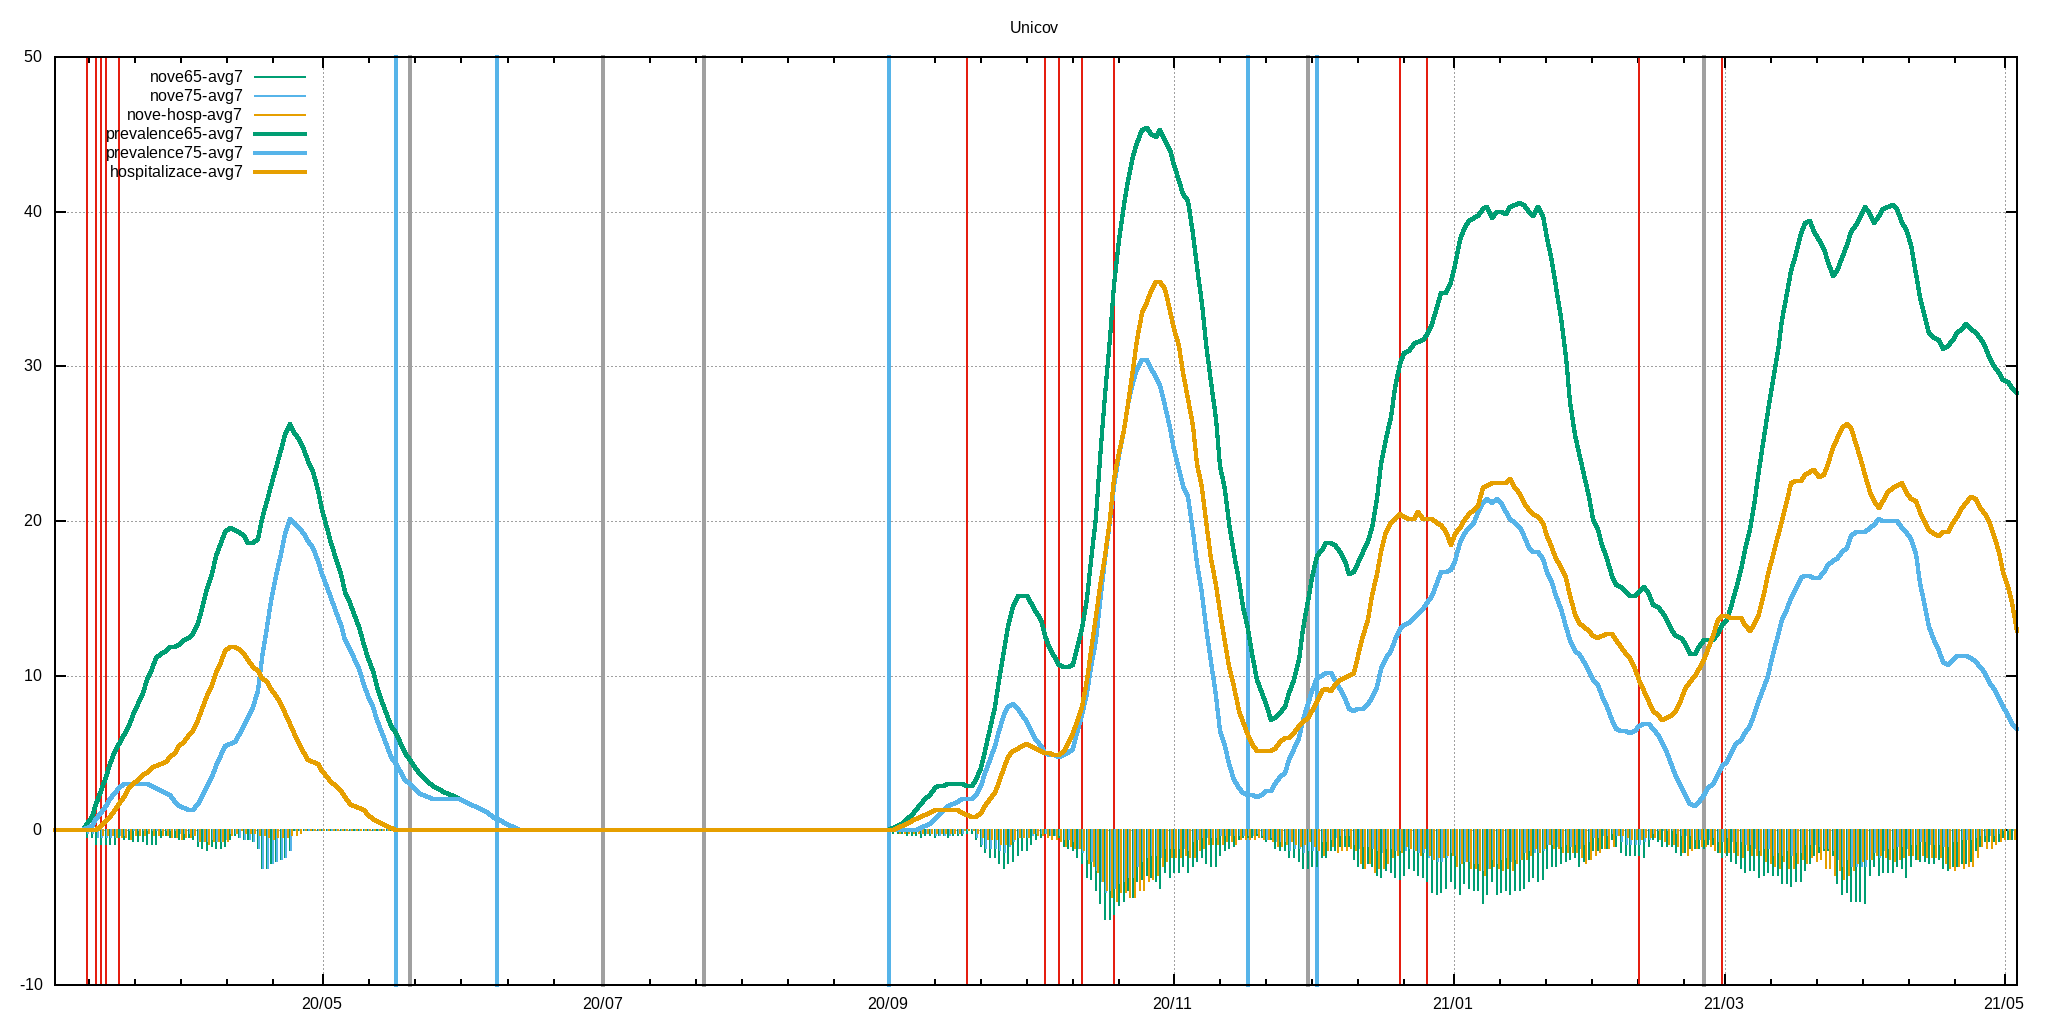 Unicov
50
40
30
20
10
0
-10
nove65-avg7
nove75-avg7
nove-hosp-avg7
prevalence65-avg7
prevalence75-avg7
hospitalizace-avg7
20/05 20/07 20/09 20/11 21/01 21/03 21/05